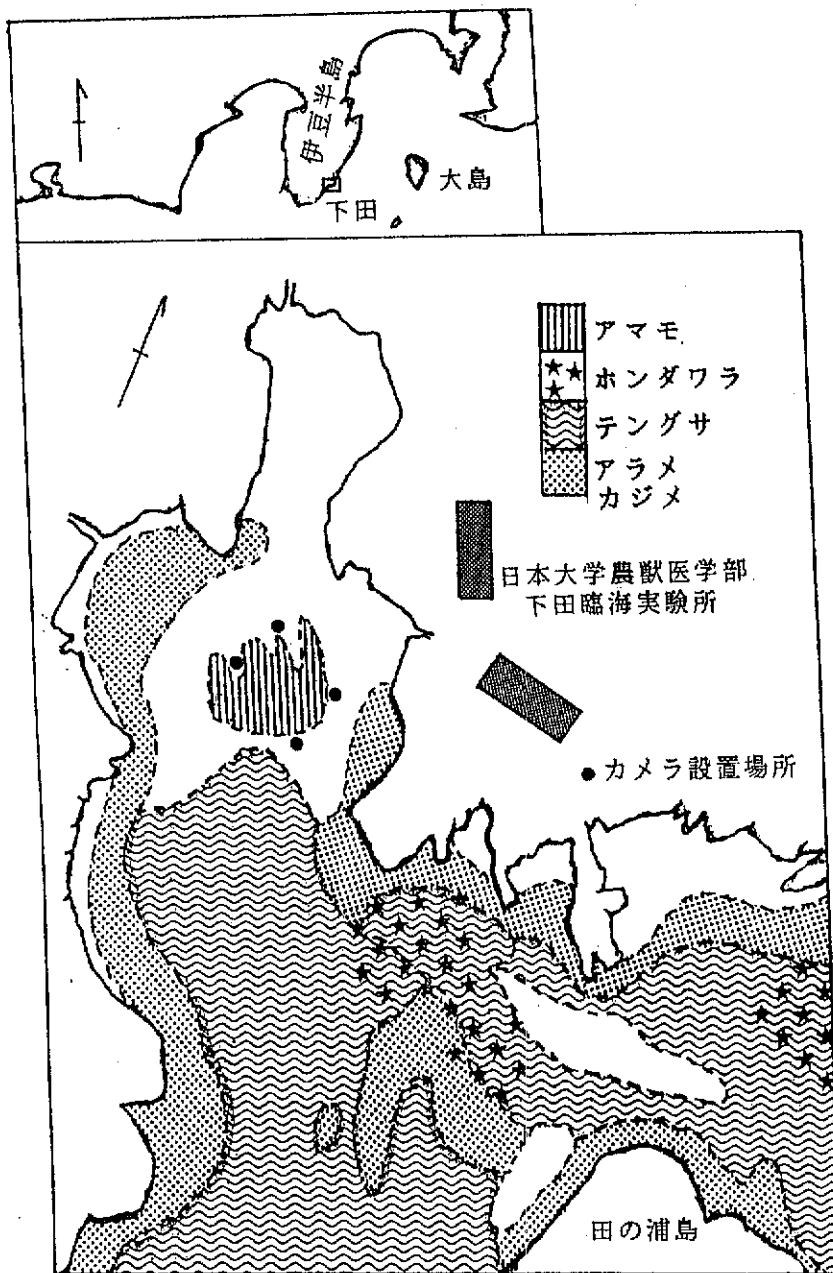 伊豆半島
大島
下田
アマモ
ホンダワラ
テングサ
アラメ
カジメ
日本大学農獣医学部
下田臨海実験所
カメラ設置場所
田の浦島